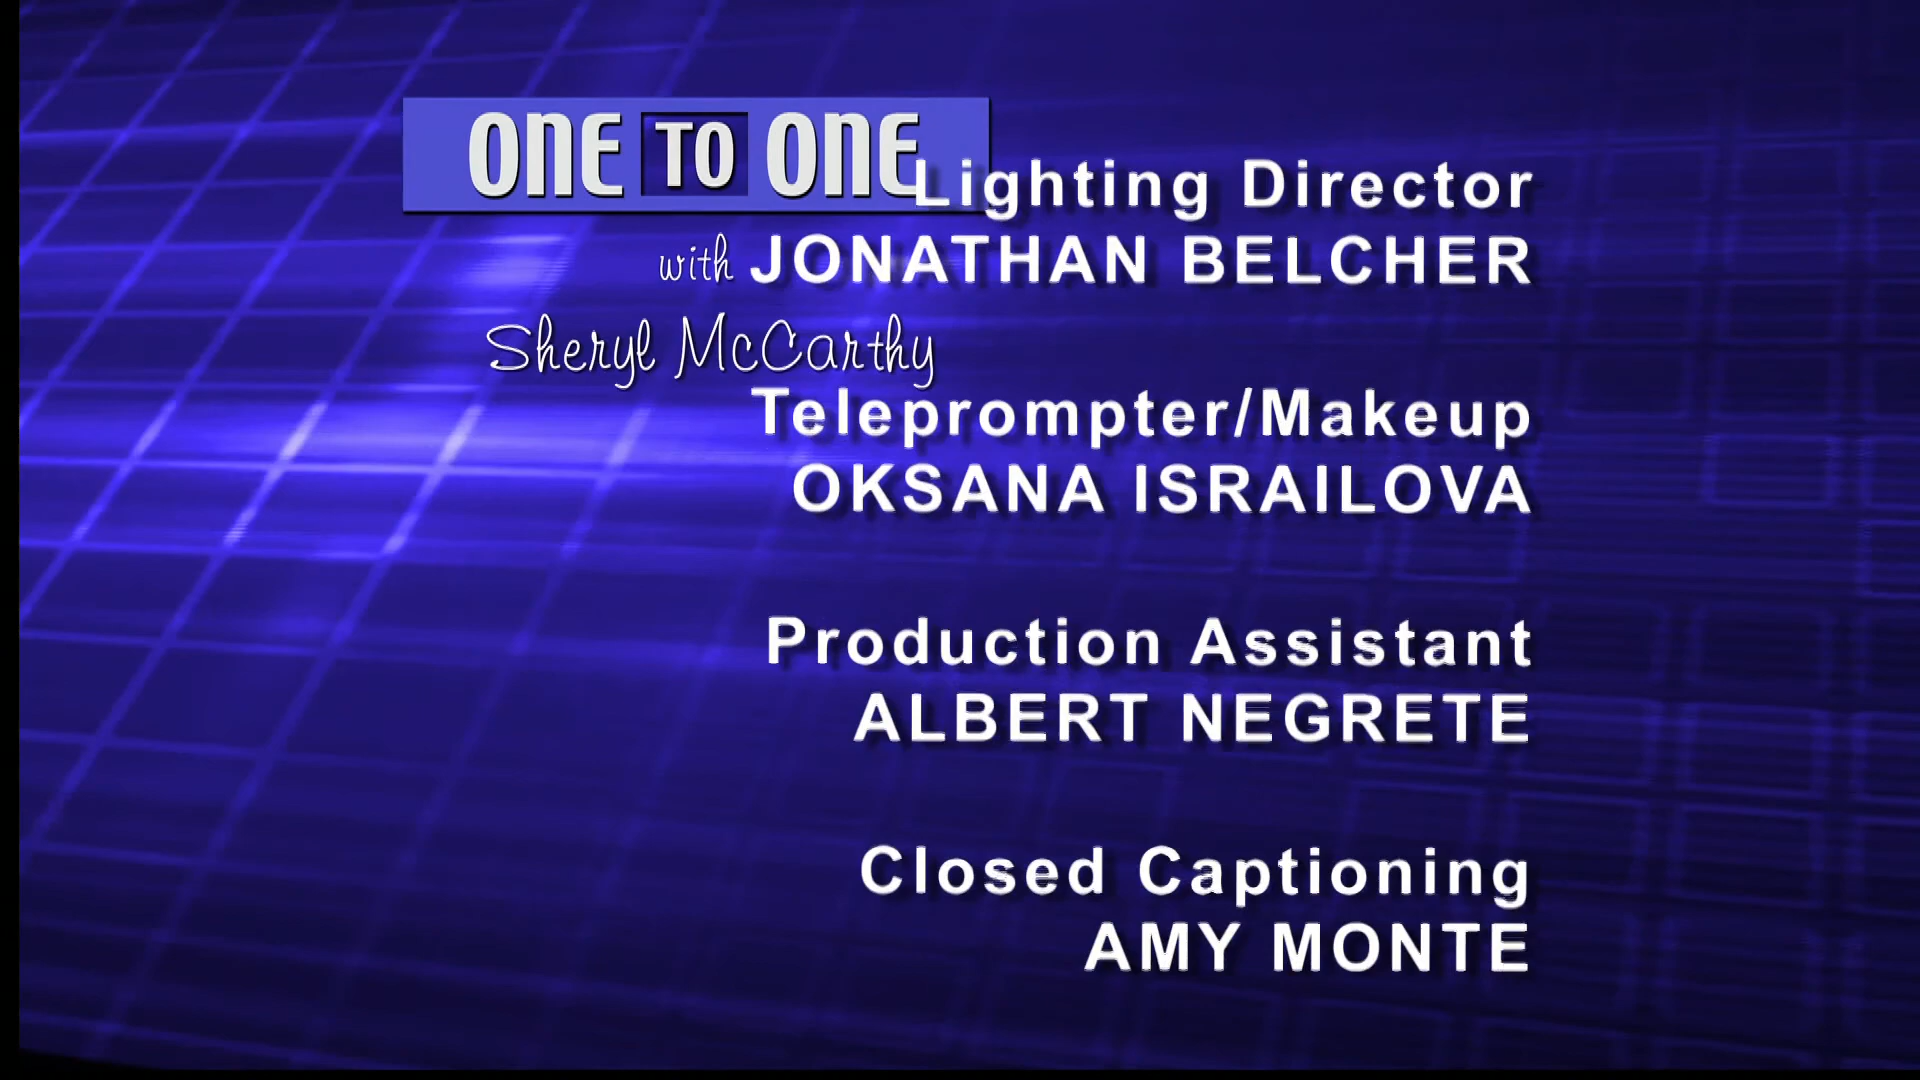 ONE TO ONE
with
Sheryl McCarthy
Lighting Director
JONATHAN BELCHER
Teleprompter/Makeup
OKSANA ISRAILOVA
Production Assistant
ALBERT NEGRETE
Closed Captioning
AMY MONTE